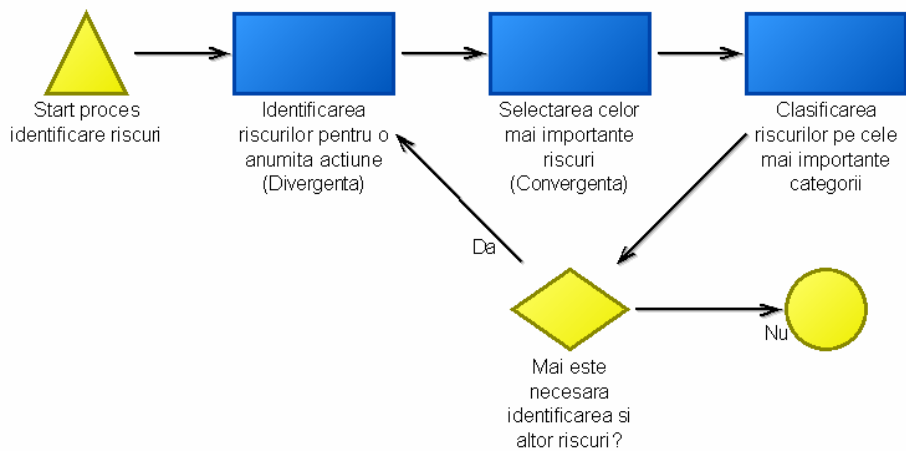 Start proces
identificare riscuri
Identificarea
riscurilor pentru o
anumita actiune
(Divergenta)
Selectarea celor
mai importante
riscuri
(Convergenta)
Clasificarea
riscurilor pe cele
mai importante
categorii
Da
Nu
Mai este
necesara
identificarea si
altor riscuri?